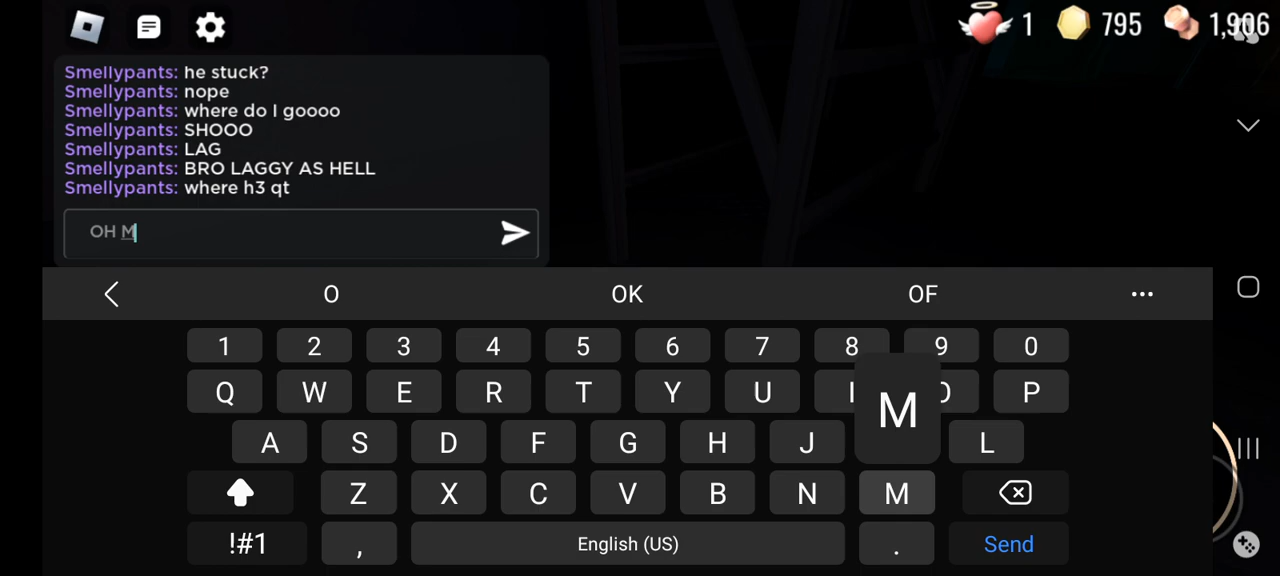 1 795 1,906
Smellypants: he stuck?
Smellypants: nope
Smellypants: where do I goooo
Smellypants: SHOOO
Smellypants: LAG
Smellypants: BRO LAGGY AS HELL
Smellypants: where h3 qt
OH M
O OK OF
1 2 3 4 5 6 7 8 9 0
Q W E R T Y U I O P
M
A S D F G H J L
Z X C V B N M
!#1 , English (US) . Send